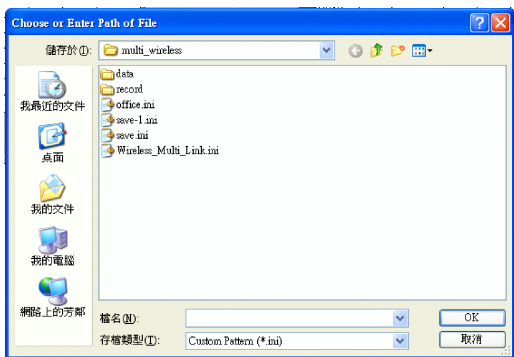 Choose or Enter Path of File
儲存於(I):
multi_wireless
data
record
office.ini
save-1.ini
save.ini
Wireless_Multi_Link.ini
我最近的文件
桌面
我的文件
我的電腦
網路上的芳鄰
檔名(N):
OK
存檔類型(T):
Custom Pattern (*.ini)
取消